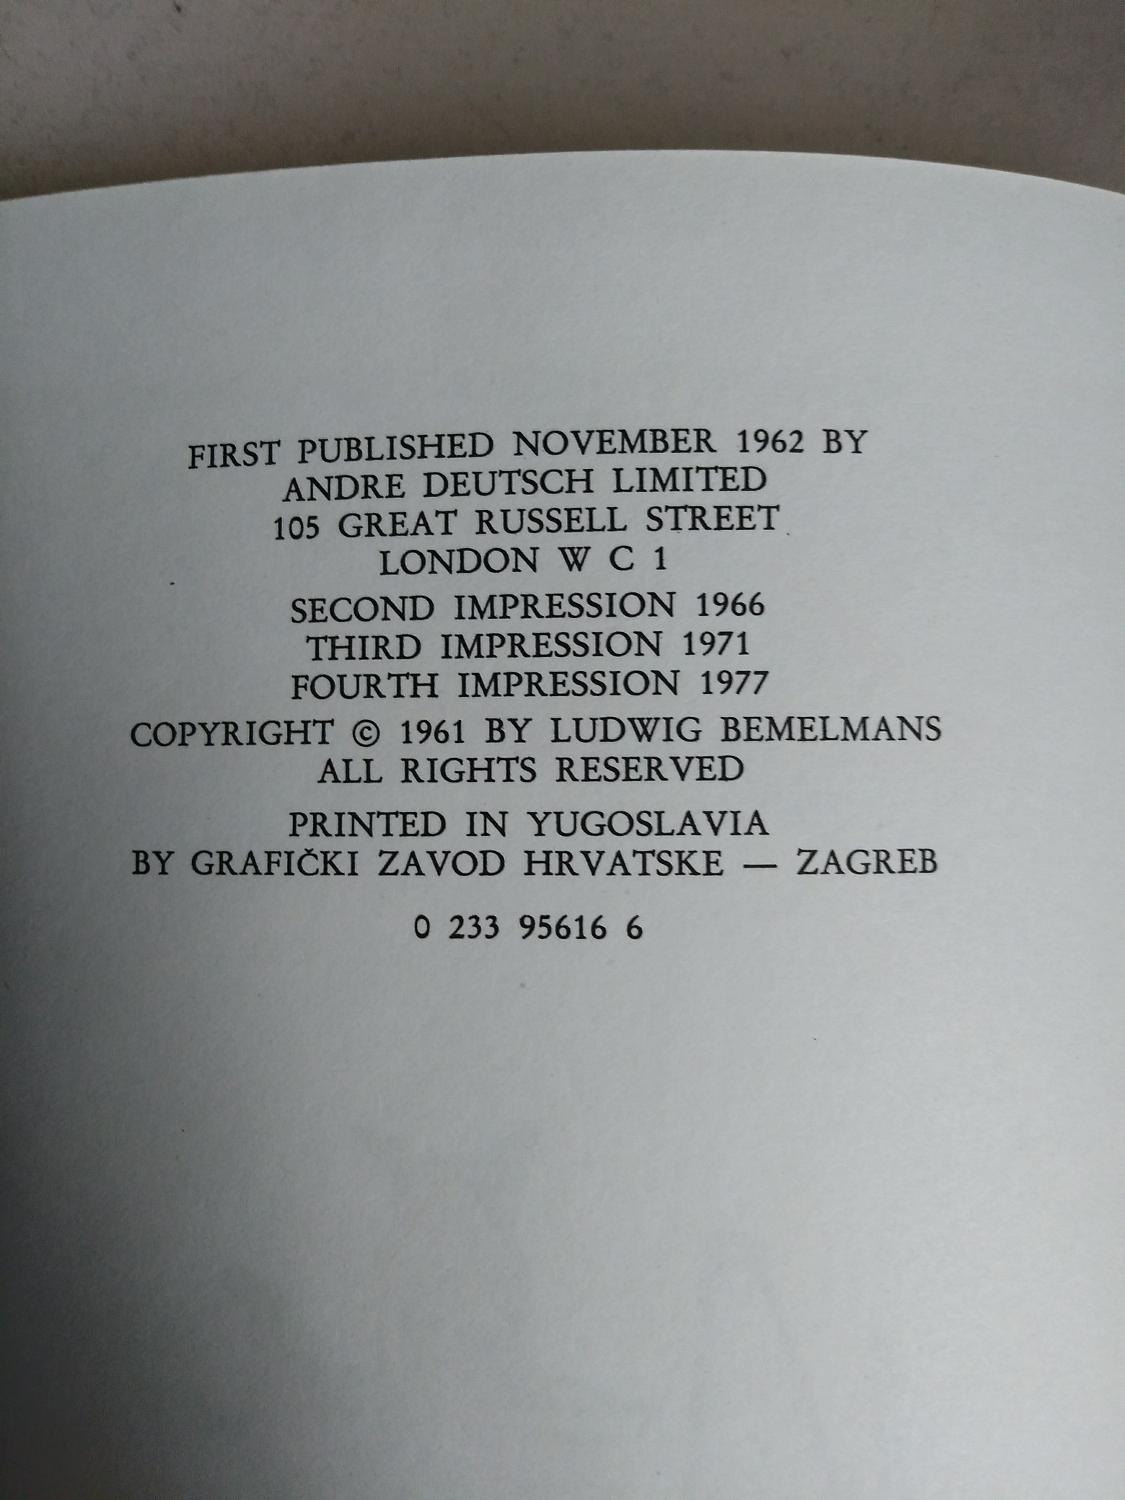 FIRST PUBLISHED NOVEMBER 1962 BY
ANDRE DEUTSCH LIMITED
105 GREAT RUSSELL STREET
LONDON W C 1
SECOND IMPRESSION 1966
THIRD IMPRESSION 1971
FOURTH IMPRESSION 1977
COPYRIGHT © 1961 BY LUDWIG BEMELMANS
ALL RIGHTS RESERVED
PRINTED IN YUGOSLAVIA
BY GRAFIČKI ZAVOD HRVATSKE — ZAGREB
0 233 95616 6